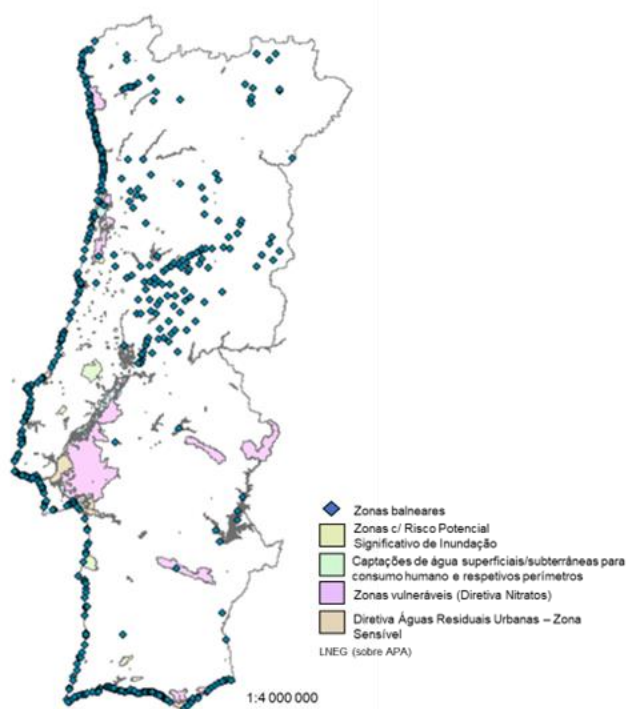 Zonas balneares
Zonas c/ Risco Potencial
Significativo de Inundação
Captações de água superficiais/subterrâneas para
consumo humano e respetivos perímetros
Zonas vulneráveis (Diretiva Nitratos)
Diretiva Águas Residuais Urbanas – Zona
Sensível
LNEG (sobre APA)
1:4 000 000